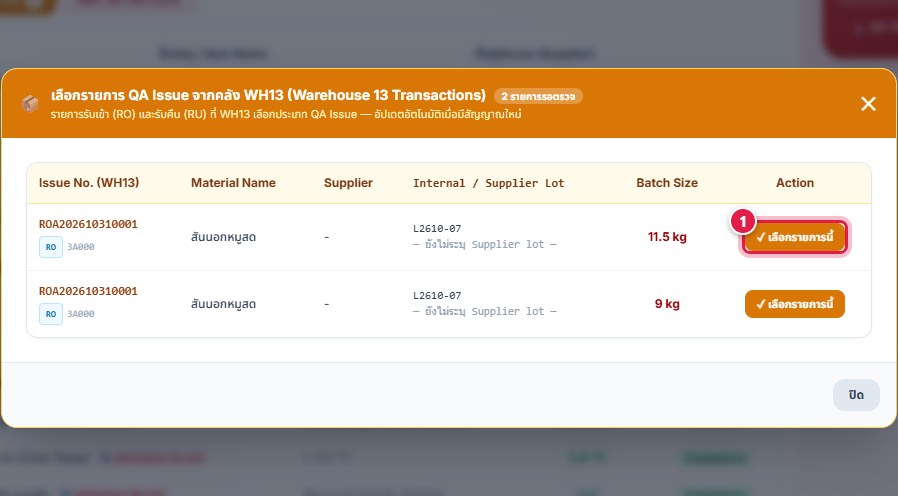 เลือกรายการ QA Issue จากคลัง WH13 (Warehouse 13 Transactions) 2 รายการรอตรวจ
รายการรับเข้า (RO) และรับคืน (RU) ที่ WH13 เลือกประเภท QA Issue — อัปเดตอัตโนมัติเมื่อมีสัญญาณใหม่
Issue No. (WH13) Material Name Supplier Internal / Supplier Lot Batch Size Action
ROA202610310001
RO 3A000
สันนอกหมูสด
-
L2610-07
— ยังไม่ระบุ Supplier lot —
11.5 kg
1
✓ เลือกรายการนี้
ROA202610310001
RO 3A000
สันนอกหมูสด
-
L2610-07
— ยังไม่ระบุ Supplier lot —
9 kg
✓ เลือกรายการนี้
ปิด